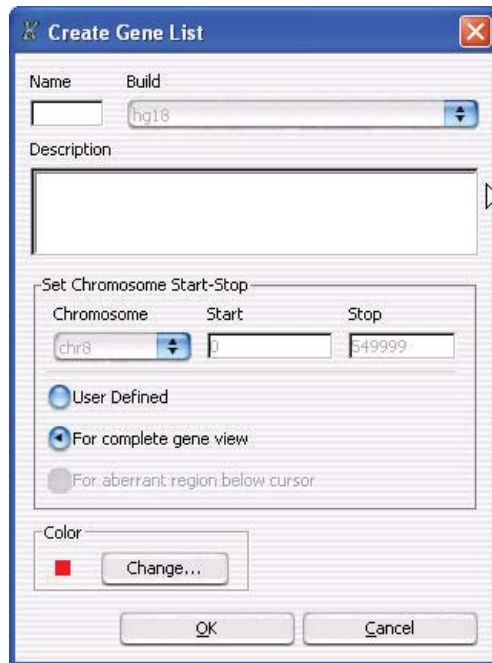 Create Gene List
Name Build
hg18
Description
Set Chromosome Start-Stop
Chromosome Start Stop
chr8 0 549999
User Defined
For complete gene view
For aberrant region below cursor
Color
Change...
OK Cancel